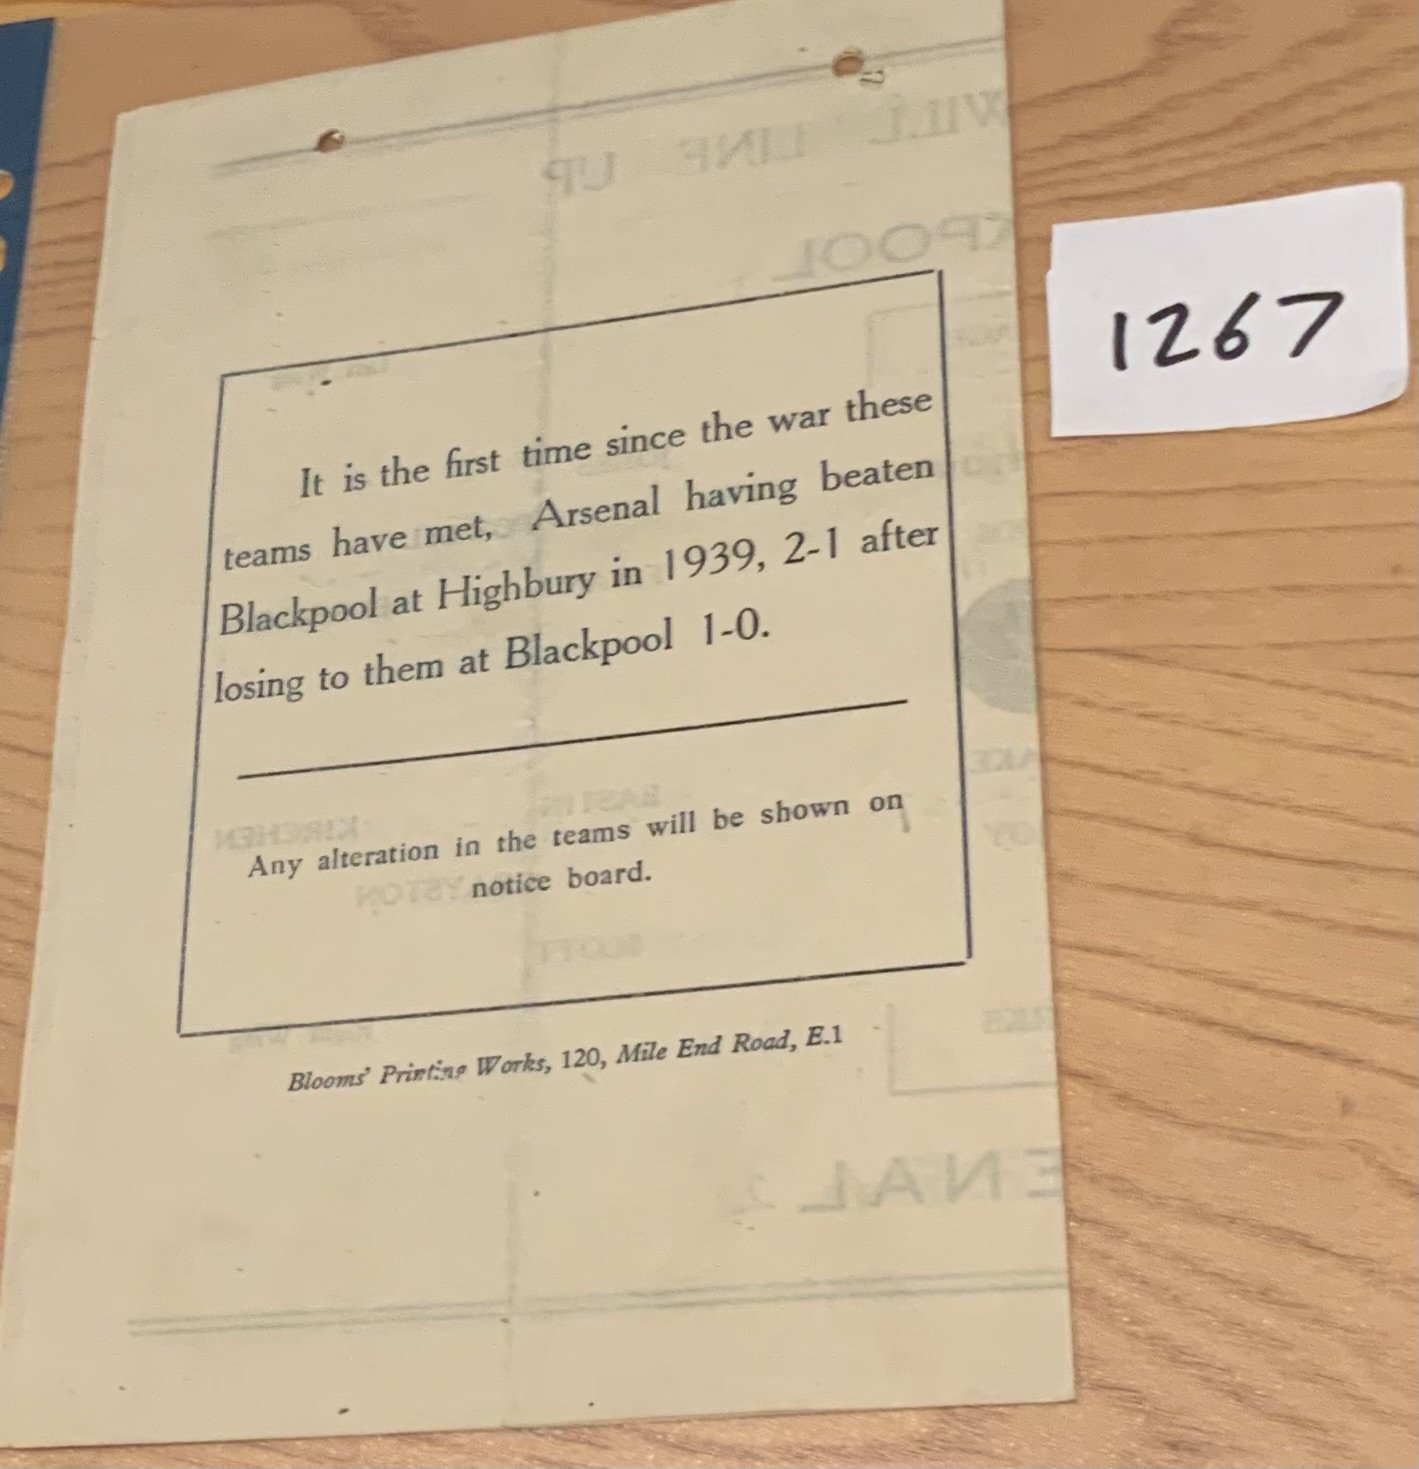 It is the first time since the war these
teams have met, Arsenal having beaten
Blackpool at Highbury in 1939, 2-1 after
losing to them at Blackpool 1-0.
Any alteration in the teams will be shown on
notice board.
Blooms' Printing Works, 120, Mile End Road, E.1
1267